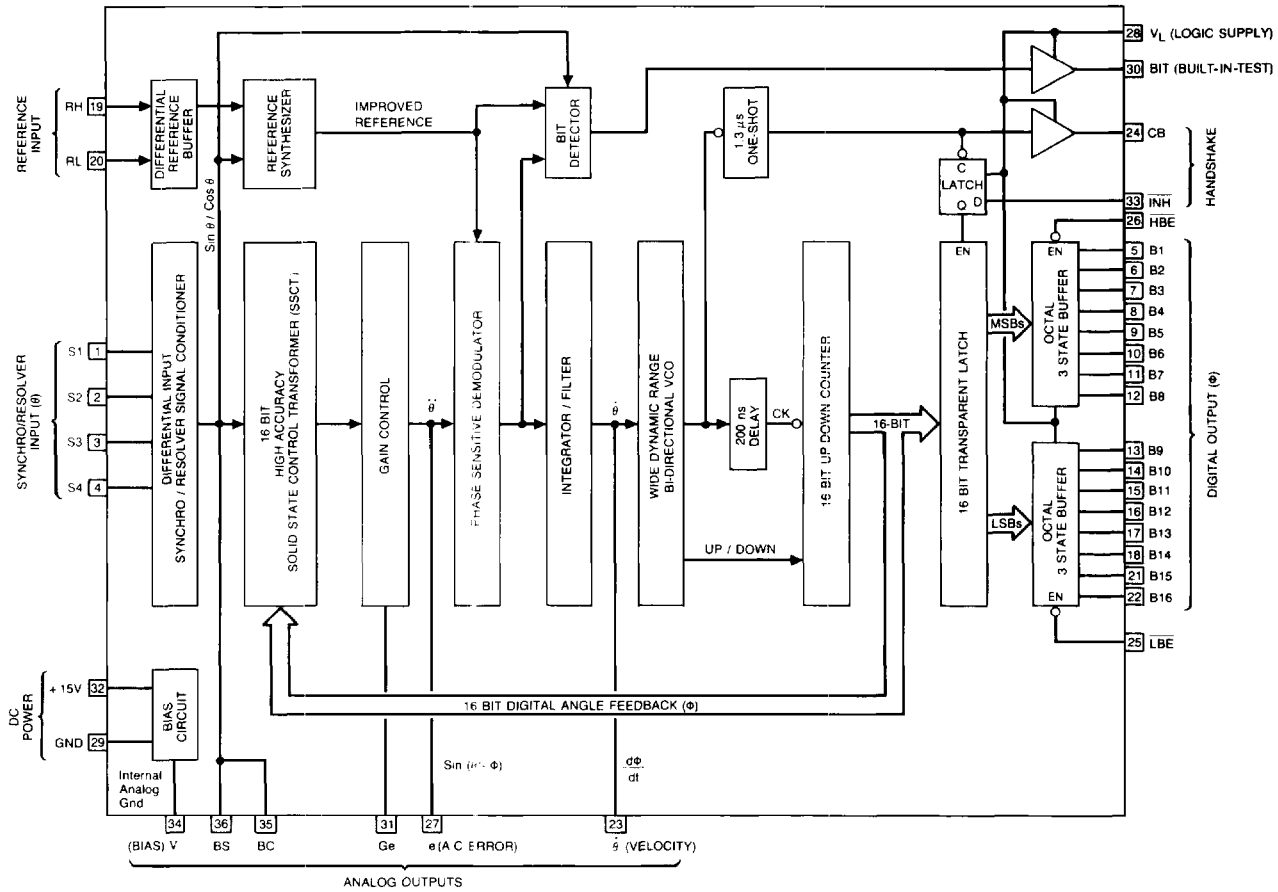 28 V_L (LOGIC SUPPLY)
30 BIT (BUILT-IN-TEST)
24 CB
33 INH
26 HBE
HANDSHAKE
REFERENCE INPUT
RH 19
RL 20
DIFFERENTIAL REFERENCE BUFFER
REFERENCE SYNTHESIZER
IMPROVED REFERENCE
BIT DETECTOR
1.3 µs ONE-SHOT
C
LATCH
Q D
Sin θ / Cos θ
SYNCHRO/RESOLVER INPUT (θ)
S1 1
S2 2
S3 3
S4 4
DIFFERENTIAL INPUT SYNCHRO / RESOLVER SIGNAL CONDITIONER
16 BIT HIGH ACCURACY SOLID STATE CONTROL TRANSFORMER (SSCT)
GAIN CONTROL
θ
PHASE SENSITIVE DEMODULATOR
INTEGRATOR / FILTER
θ
WIDE DYNAMIC RANGE BI-DIRECTIONAL VCO
200 ns DELAY
CK
UP / DOWN
16 BIT UP DOWN COUNTER
16-BIT
EN
16 BIT TRANSPARENT LATCH
MSBs
LSBs
EN
OCTAL 3 STATE BUFFER
OCTAL 3 STATE BUFFER
EN
5 B1
6 B2
7 B3
8 B4
9 B5
10 B6
11 B7
12 B8
13 B9
14 B10
15 B11
16 B12
17 B13
18 B14
21 B15
22 B16
25 LBE
DIGITAL OUTPUT (Φ)
16 BIT DIGITAL ANGLE FEEDBACK (Φ)
DC POWER
+ 15V 32
GND 29
BIAS CIRCUIT
Internal Analog Gnd
Sin (θ - Φ)
dΦ
dt
34
36
35
31
27
23
(BIAS) V
BS
BC
Ge
e (A C ERROR)
θ (VELOCITY)
ANALOG OUTPUTS